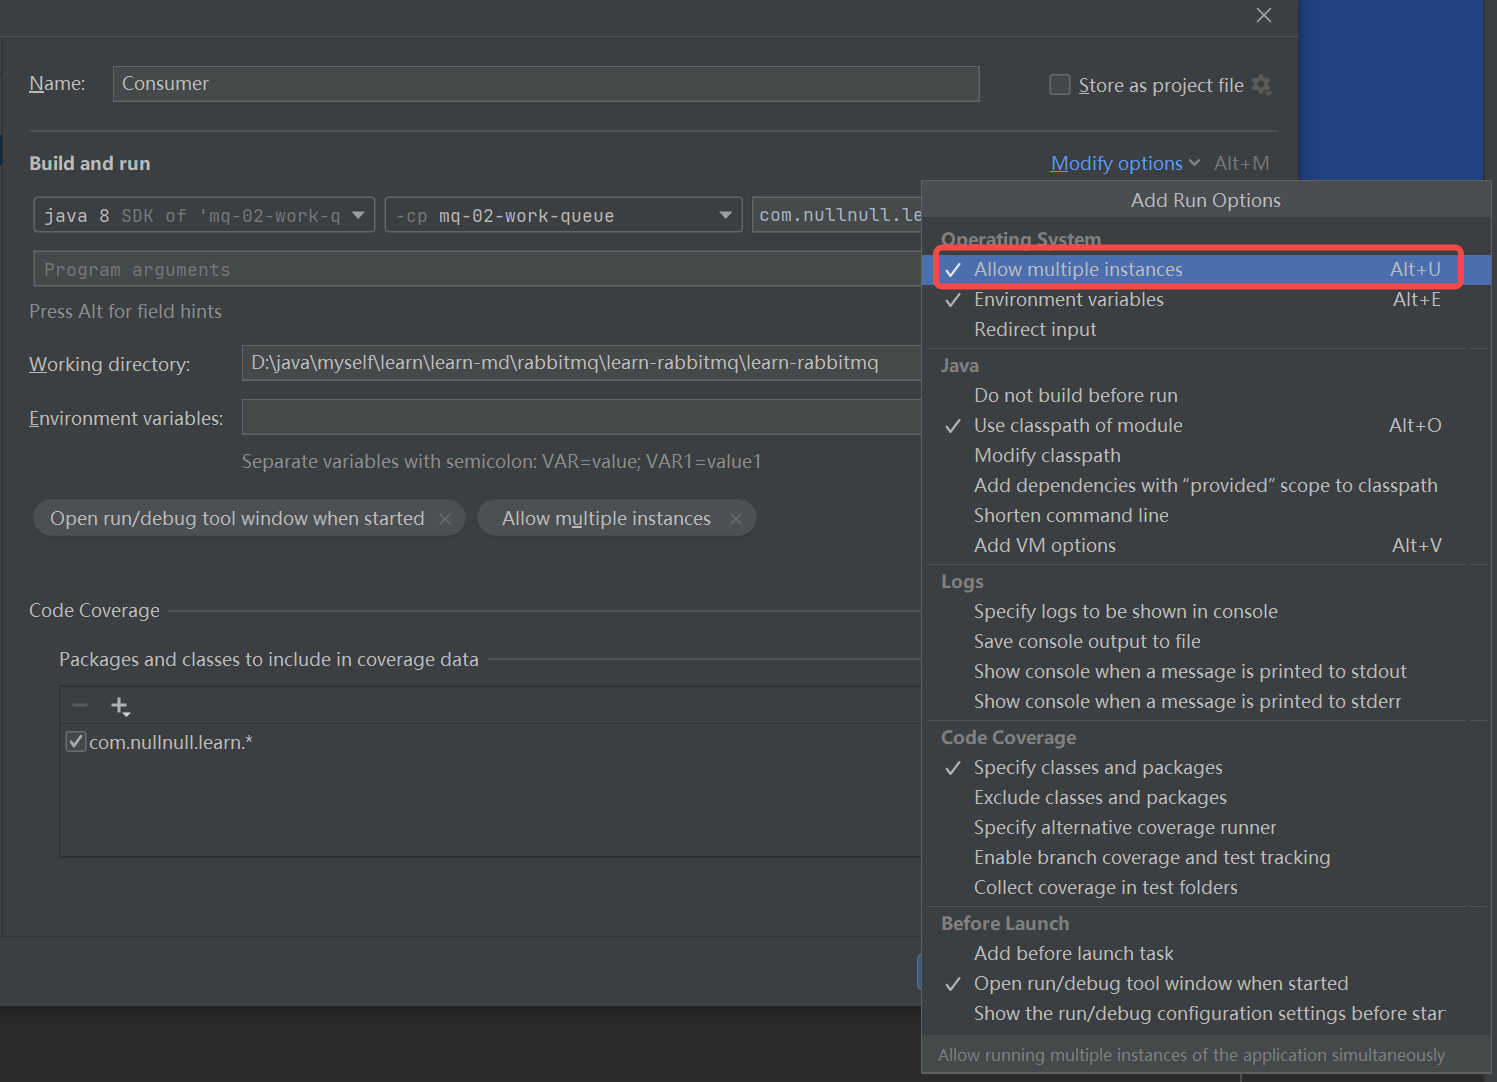 Name: Consumer
Store as project file
Build and run
Modify options Alt+M
java 8 SDK of 'mq-02-work-q
-cp mq-02-work-queue
com.nullnull.le
Program arguments
Press Alt for field hints
Working directory: D:\java\myself\learn\learn-md\rabbitmq\learn-rabbitmq\learn-rabbitmq
Environment variables:
Separate variables with semicolon: VAR=value; VAR1=value1
Open run/debug tool window when started
Allow multiple instances
Code Coverage
Packages and classes to include in coverage data
com.nullnull.learn.*
Add Run Options
Operating System
Allow multiple instances Alt+U
Environment variables Alt+E
Redirect input
Java
Do not build before run
Use classpath of module Alt+O
Modify classpath
Add dependencies with “provided” scope to classpath
Shorten command line
Add VM options Alt+V
Logs
Specify logs to be shown in console
Save console output to file
Show console when a message is printed to stdout
Show console when a message is printed to stderr
Code Coverage
Specify classes and packages
Exclude classes and packages
Specify alternative coverage runner
Enable branch coverage and test tracking
Collect coverage in test folders
Before Launch
Add before launch task
Open run/debug tool window when started
Show the run/debug configuration settings before star
Allow running multiple instances of the application simultaneously